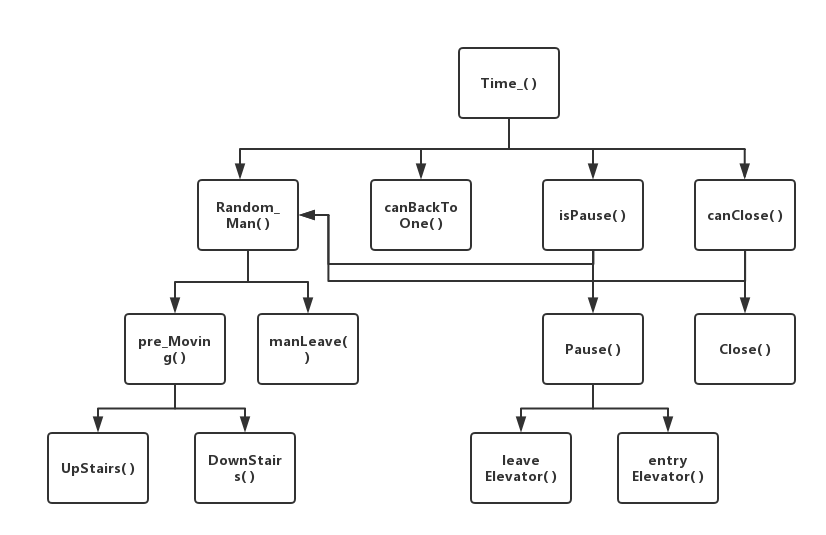 Time_( )
Random_
Man( )
canBackTo
One( )
isPause( )
canClose( )
pre_Movin
g( )
manLeave(
)
Pause( )
Close( )
UpStairs( )
DownStair
s( )
leave
Elevator( )
entry
Elevator( )